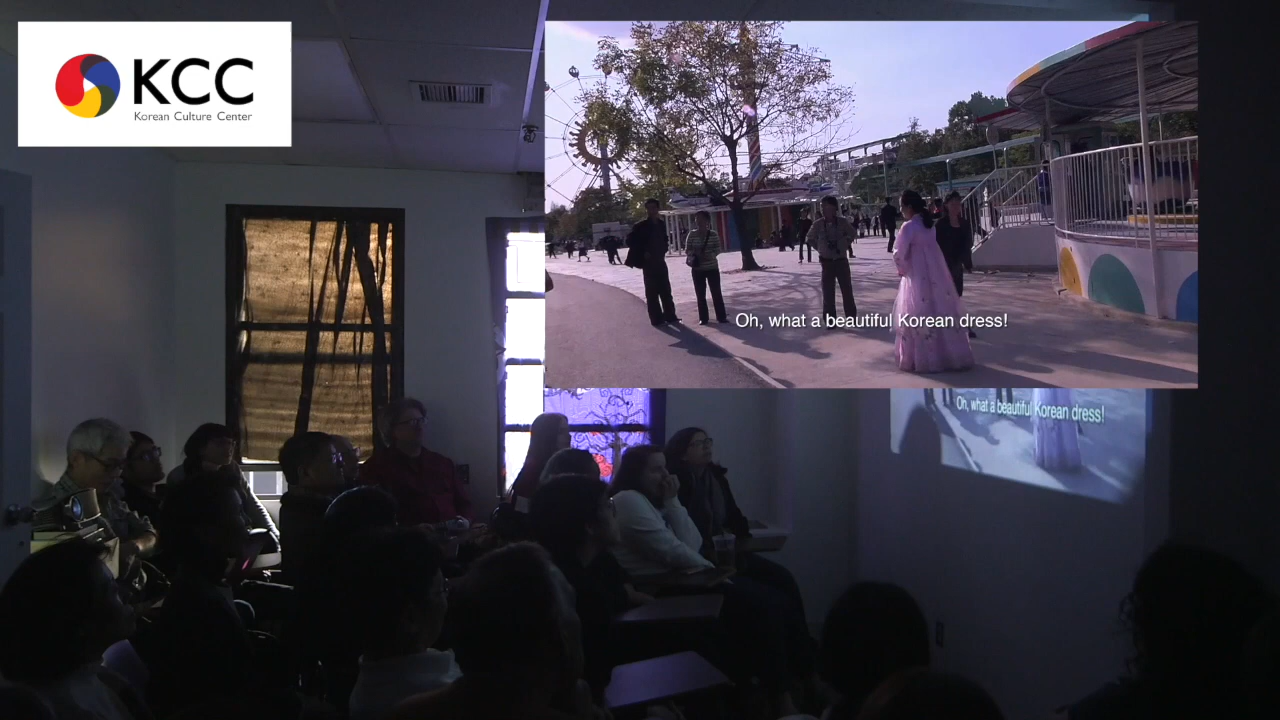 KCC
Korean Culture Center
Oh, what a beautiful Korean dress!
Oh, what a beautiful Korean dress!